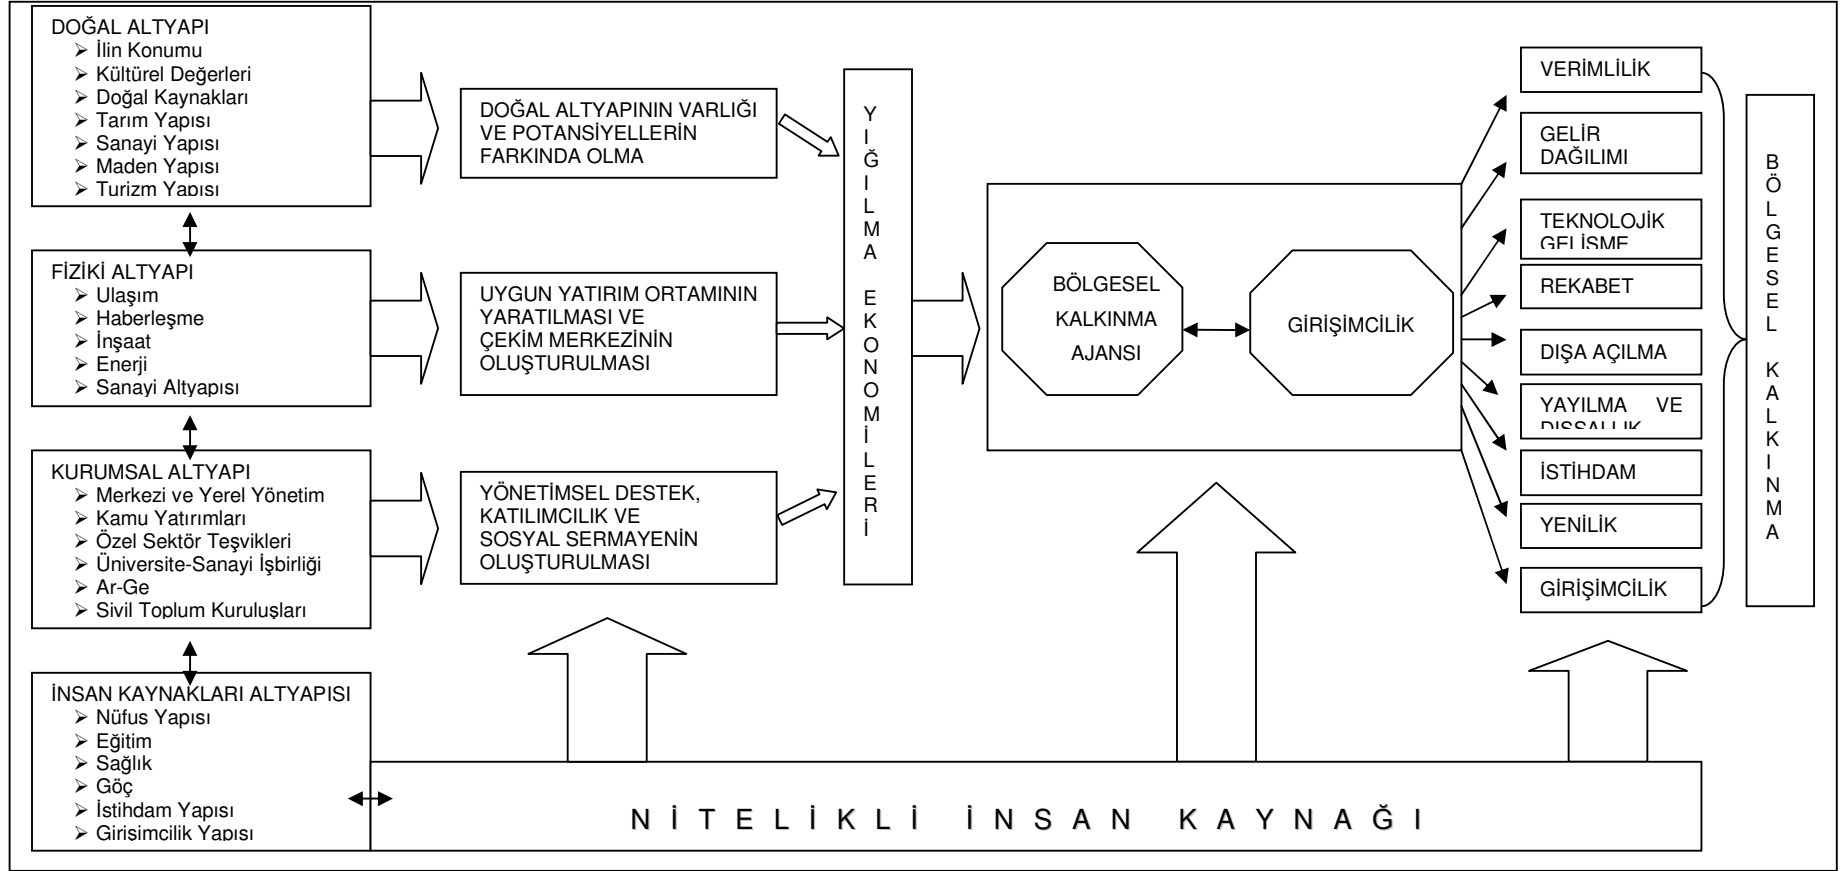 DOĞAL ALTYAPI
➢ İlin Konumu
➢ Kültürel Değerleri
➢ Doğal Kaynakları
➢ Tarım Yapısı
➢ Sanayi Yapısı
➢ Maden Yapısı
➢ Turizm Yapısı
FİZİKİ ALTYAPI
➢ Ulaşım
➢ Haberleşme
➢ İnşaat
➢ Enerji
➢ Sanayi Altyapısı
KURUMSAL ALTYAPI
➢ Merkezi ve Yerel Yönetim
➢ Kamu Yatırımları
➢ Özel Sektör Teşvikleri
➢ Üniversite-Sanayi İşbirliği
➢ Ar-Ge
➢ Sivil Toplum Kuruluşları
İNSAN KAYNAKLARI ALTYAPISI
➢ Nüfus Yapısı
➢ Eğitim
➢ Sağlık
➢ Göç
➢ İstihdam Yapısı
➢ Girişimcilik Yapısı
DOĞAL ALTYAPININ VARLIĞI
VE POTANSİYELLERİN
FARKINDA OLMA
UYGUN YATIRIM ORTAMININ
YARATILMASI VE
ÇEKİM MERKEZİNİN
OLUŞTURULMASI
YÖNETİMSEL DESTEK,
KATILIMCILIK VE
SOSYAL SERMAYENİN
OLUŞTURULMASI
YIĞILMA EKONOMİLERİ
BÖLGESEL
KALKINMA
AJANSI
GİRİŞİMCİLİK
VERİMLİLİK
GELİR
DAĞILIMI
TEKNOLOJİK
GELİŞME
REKABET
DIŞA AÇILMA
YAYILMA VE
DIŞSALLIK
İSTİHDAM
YENİLİK
GİRİŞİMCİLİK
BÖLGESEL KALKINMA
NİTELİKLİ İNSAN KAYNAĞI